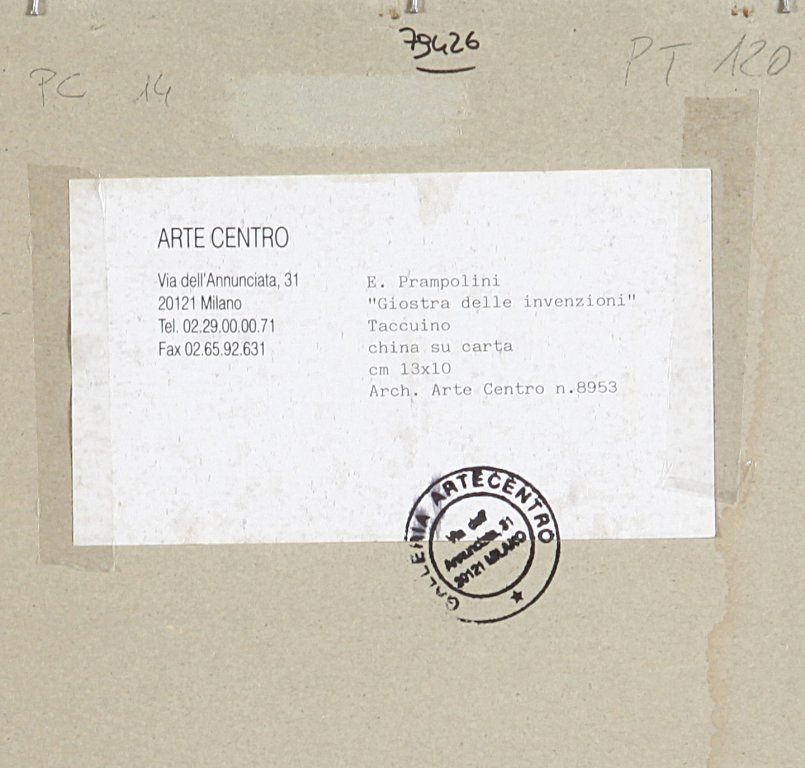 79426
PC 14
PT 120
ARTE CENTRO
Via dell'Annunciata, 31
20121 Milano
Tel. 02.29.00.00.71
Fax 02.65.92.631
E. Prampolini
"Giostra delle invenzioni"
Taccuino
china su carta
cm 13x10
Arch. Arte Centro n.8953
GALLERIA ARTECENTRO
Via dell'
Annunciata, 31
20121 MILANO